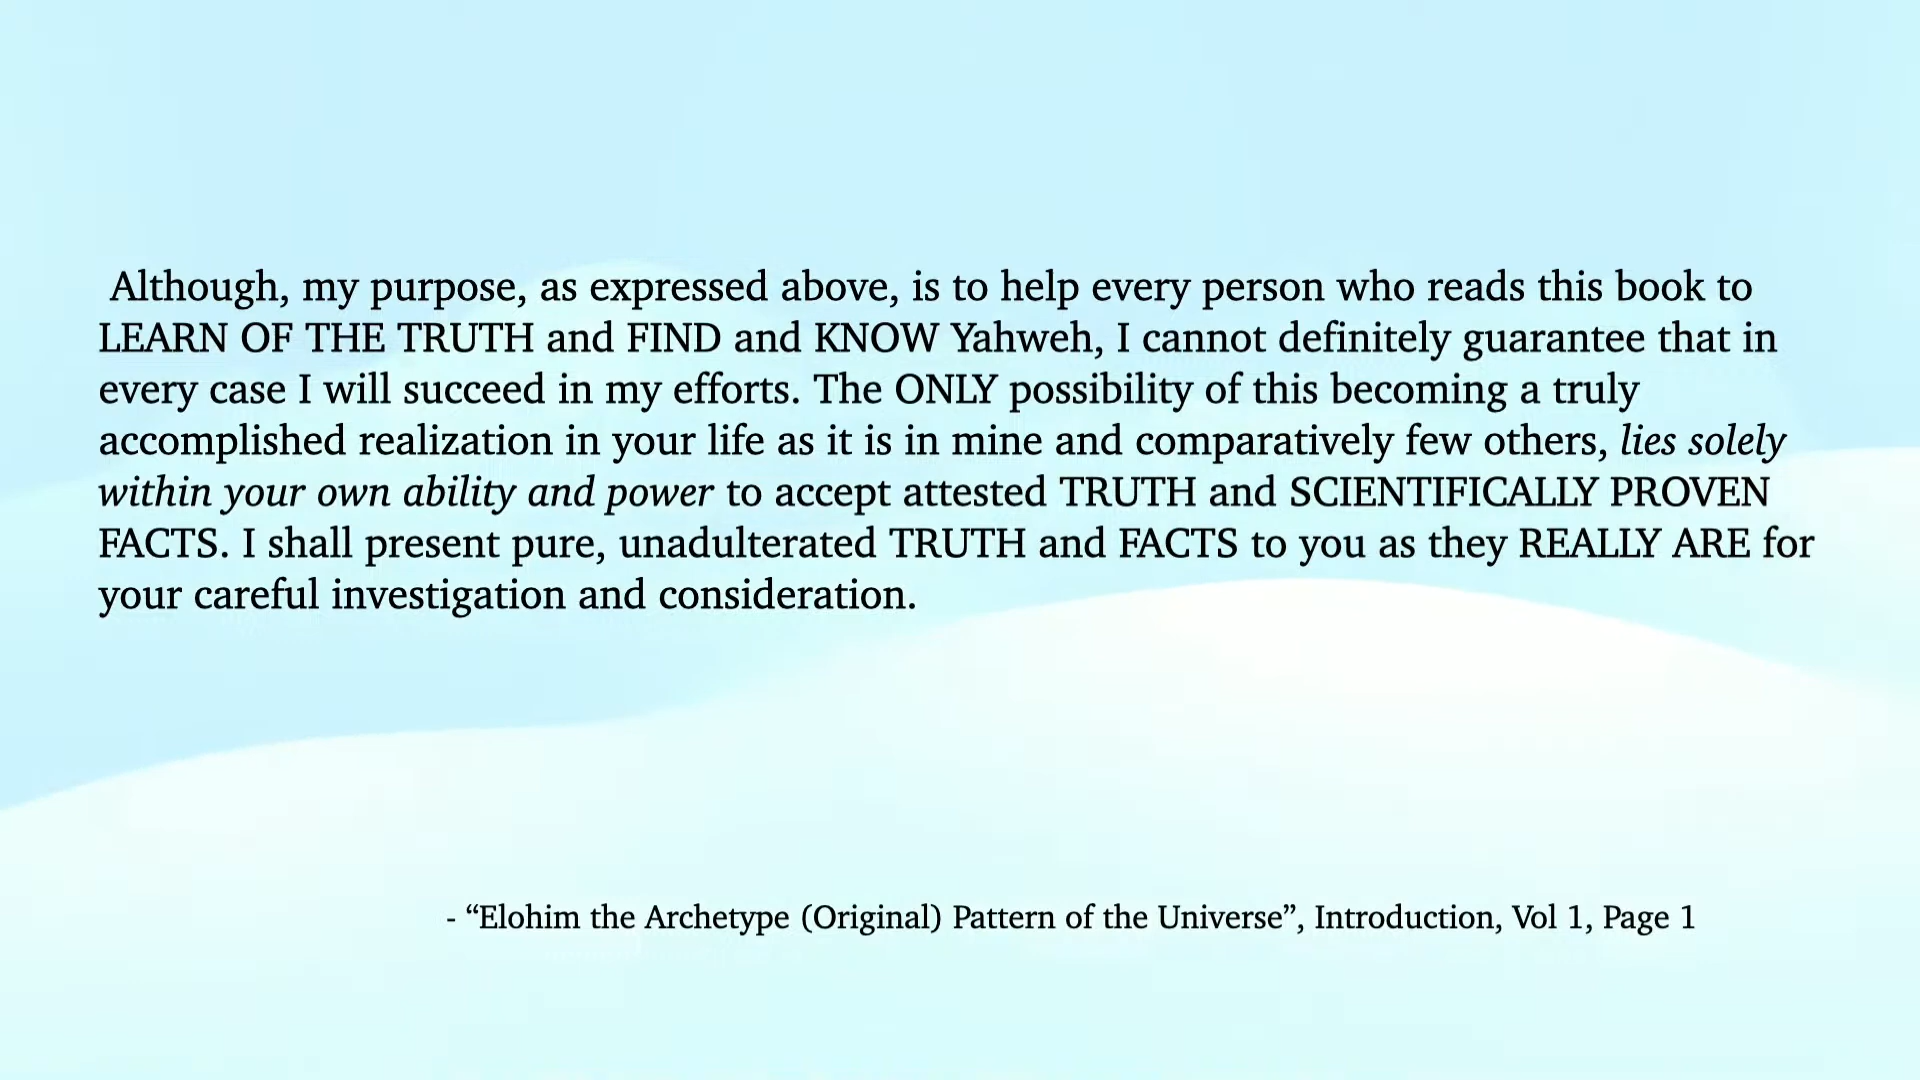 Although, my purpose, as expressed above, is to help every person who reads this book to
LEARN OF THE TRUTH and FIND and KNOW Yahweh, I cannot definitely guarantee that in
every case I will succeed in my efforts. The ONLY possibility of this becoming a truly
accomplished realization in your life as it is in mine and comparatively few others, lies solely
within your own ability and power to accept attested TRUTH and SCIENTIFICALLY PROVEN
FACTS. I shall present pure, unadulterated TRUTH and FACTS to you as they REALLY ARE for
your careful investigation and consideration.
- “Elohim the Archetype (Original) Pattern of the Universe”, Introduction, Vol 1, Page 1